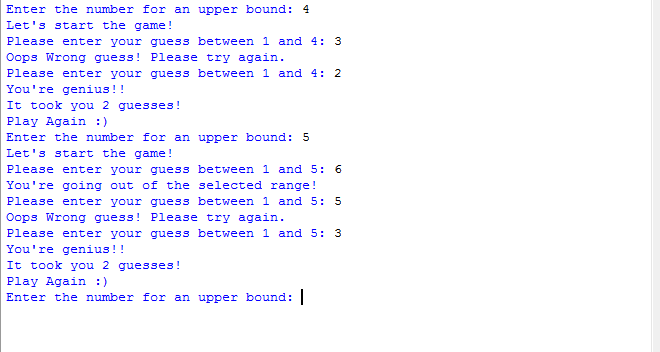 Enter the number for an upper bound: 4
Let's start the game!
Please enter your guess between 1 and 4: 3
Oops Wrong guess! Please try again.
Please enter your guess between 1 and 4: 2
You're genius!!
It took you 2 guesses!
Play Again :)
Enter the number for an upper bound: 5
Let's start the game!
Please enter your guess between 1 and 5: 6
You're going out of the selected range!
Please enter your guess between 1 and 5: 5
Oops Wrong guess! Please try again.
Please enter your guess between 1 and 5: 3
You're genius!!
It took you 2 guesses!
Play Again :)
Enter the number for an upper bound: